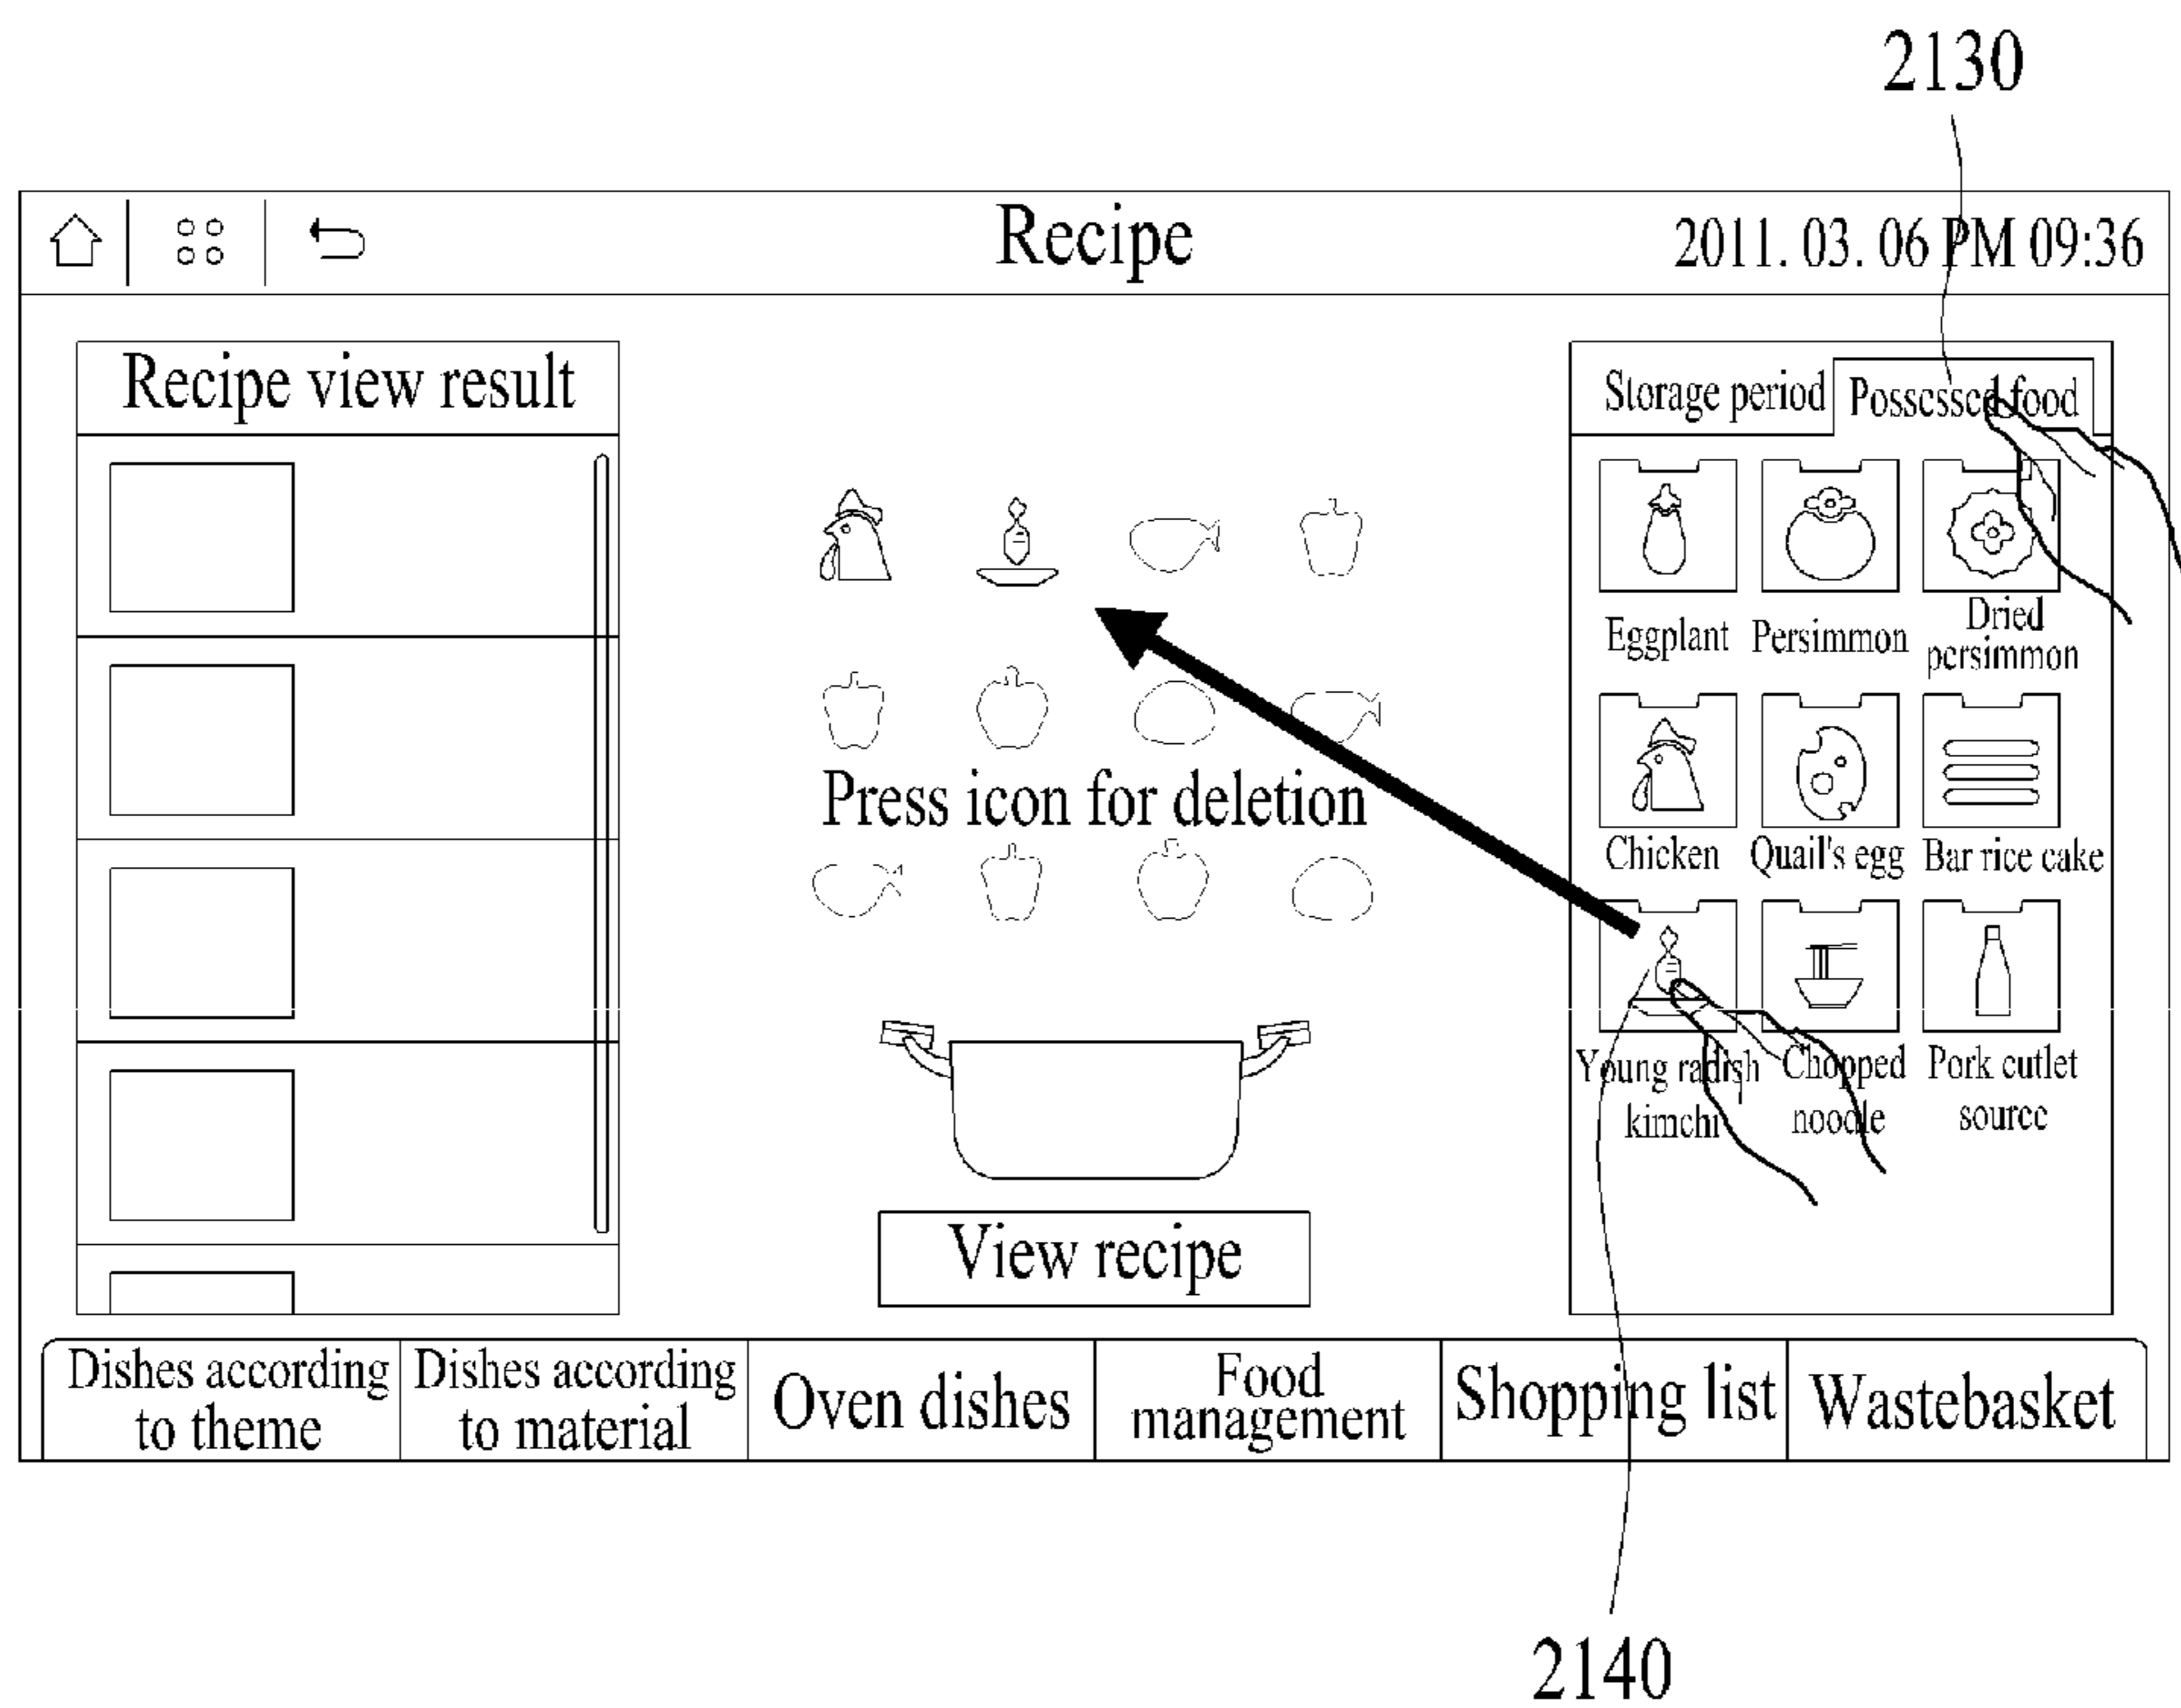 2130
Recipe
2011. 03. 06 PM 09:36
Recipe view result
Storage period
Possessed food
Eggplant
Persimmon
Dried
persimmon
Press icon for deletion
Chicken
Quail's egg
Bar rice cake
Young radish
kimchi
Chopped
noodle
Pork cutlet
source
View recipe
Dishes according
to theme
Dishes according
to material
Oven dishes
Food
management
Shopping list
Wastebasket
2140